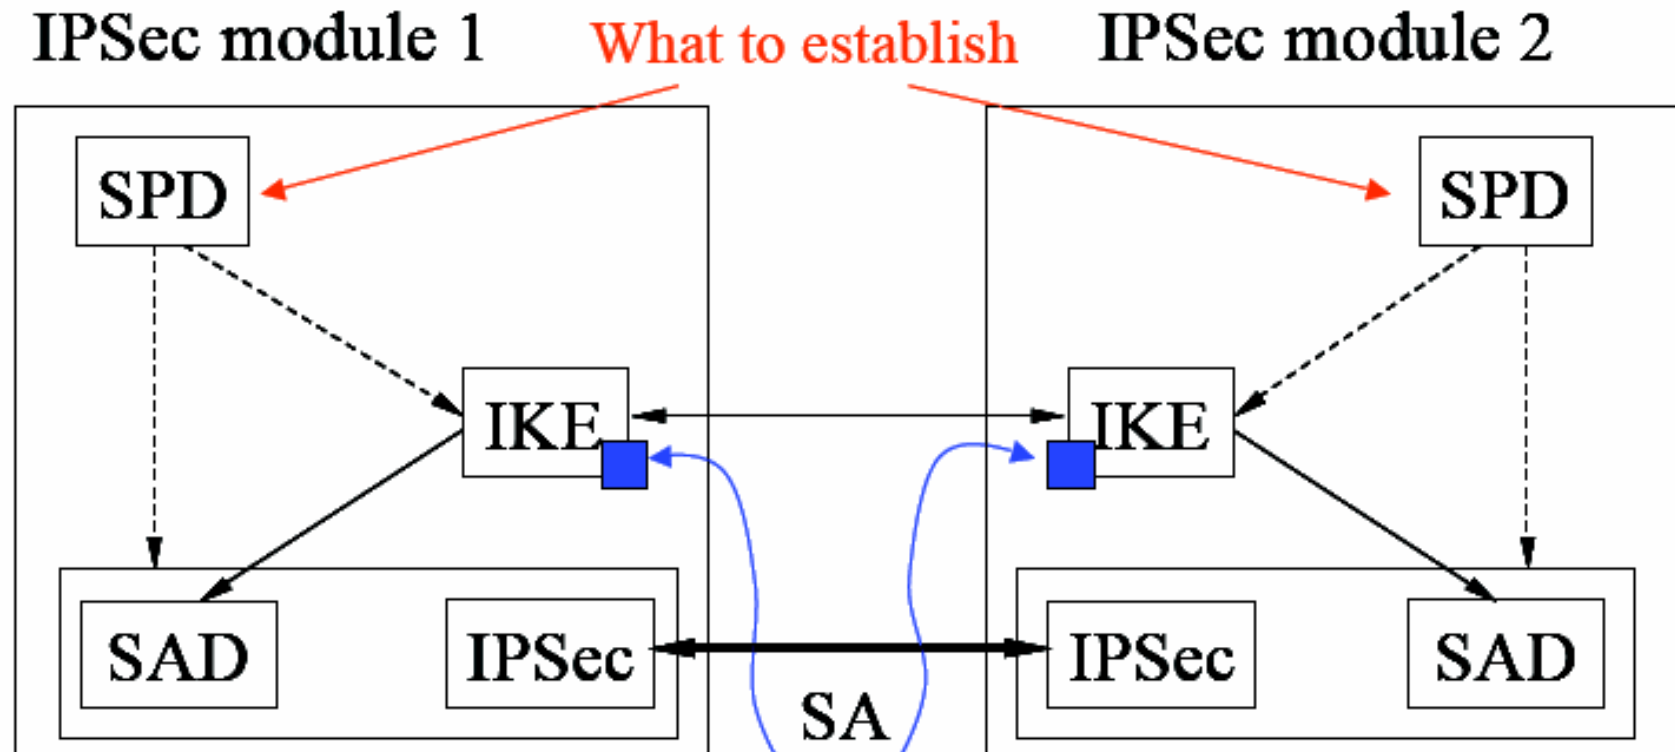 IPSec module 1
What to establish
IPSec module 2
SPD
SPD
IKE
IKE
SAD
IPSec
IPSec
SAD
SA